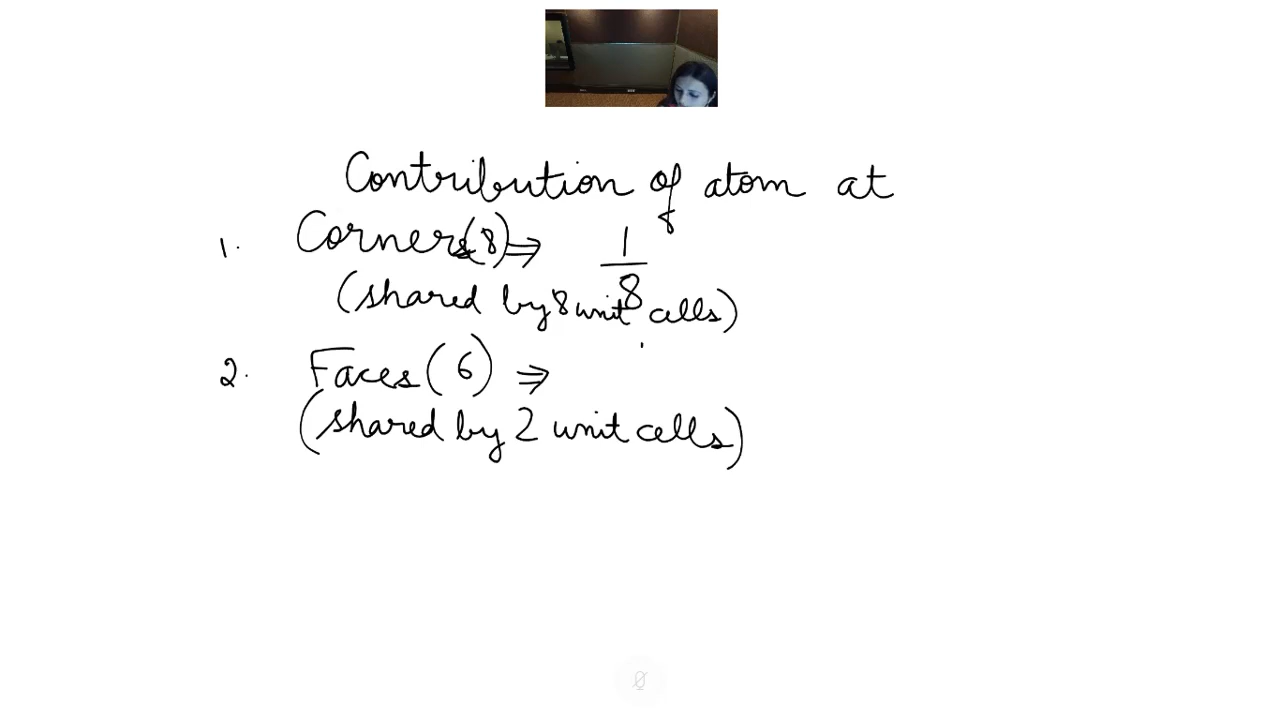 Contribution of atom at
1. Corners(8) ⇒ 1/8
(shared by 8 unit cells)
2. Faces (6) ⇒
(shared by 2 unit cells)